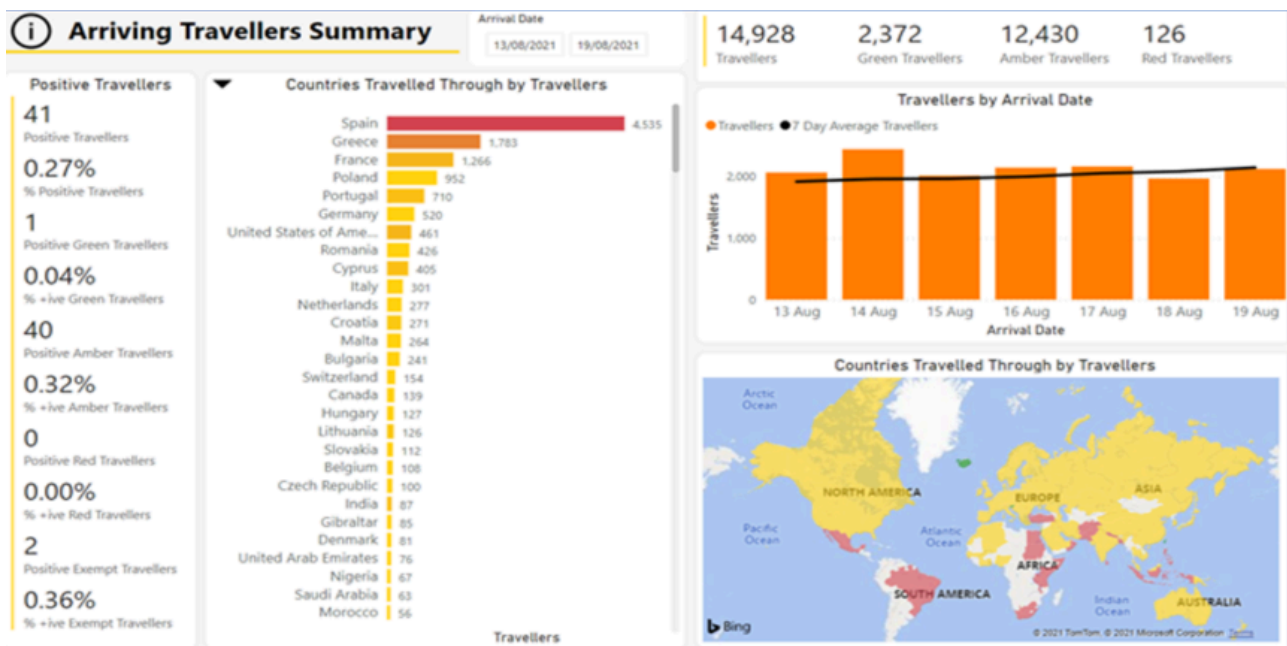 i Arriving Travellers Summary
Arrival Date
13/08/2021 19/08/2021
14,928 2,372 12,430 126
Travellers Green Travellers Amber Travellers Red Travellers
Positive Travellers
41
Positive Travellers
0.27%
% Positive Travellers
1
Positive Green Travellers
0.04%
% +ive Green Travellers
40
Positive Amber Travellers
0.32%
% +ive Amber Travellers
0
Positive Red Travellers
0.00%
% +ive Red Travellers
2
Positive Exempt Travellers
0.36%
% +ive Exempt Travellers
Countries Travelled Through by Travellers
Spain 4,535
Greece 1,783
France 1,266
Poland 952
Portugal 710
Germany 520
United States of Ame... 461
Romania 426
Cyprus 405
Italy 301
Netherlands 277
Croatia 271
Malta 264
Bulgaria 241
Switzerland 154
Canada 139
Hungary 127
Lithuania 126
Slovakia 112
Belgium 108
Czech Republic 100
India 87
Gibraltar 85
Denmark 81
United Arab Emirates 76
Nigeria 67
Saudi Arabia 63
Morocco 56
Travellers
Travellers by Arrival Date
Travellers 7 Day Average Travellers
Travellers
2,000
1,000
0
13 Aug 14 Aug 15 Aug 16 Aug 17 Aug 18 Aug 19 Aug
Arrival Date
Countries Travelled Through by Travellers
Arctic
Ocean
NORTH AMERICA
EUROPE
ASIA
Pacific
Ocean
Atlantic
Ocean
AFRICA
SOUTH AMERICA
Indian
Ocean
AUSTRALIA
Bing
© 2021 TomTom, © 2021 Microsoft Corporation Terms